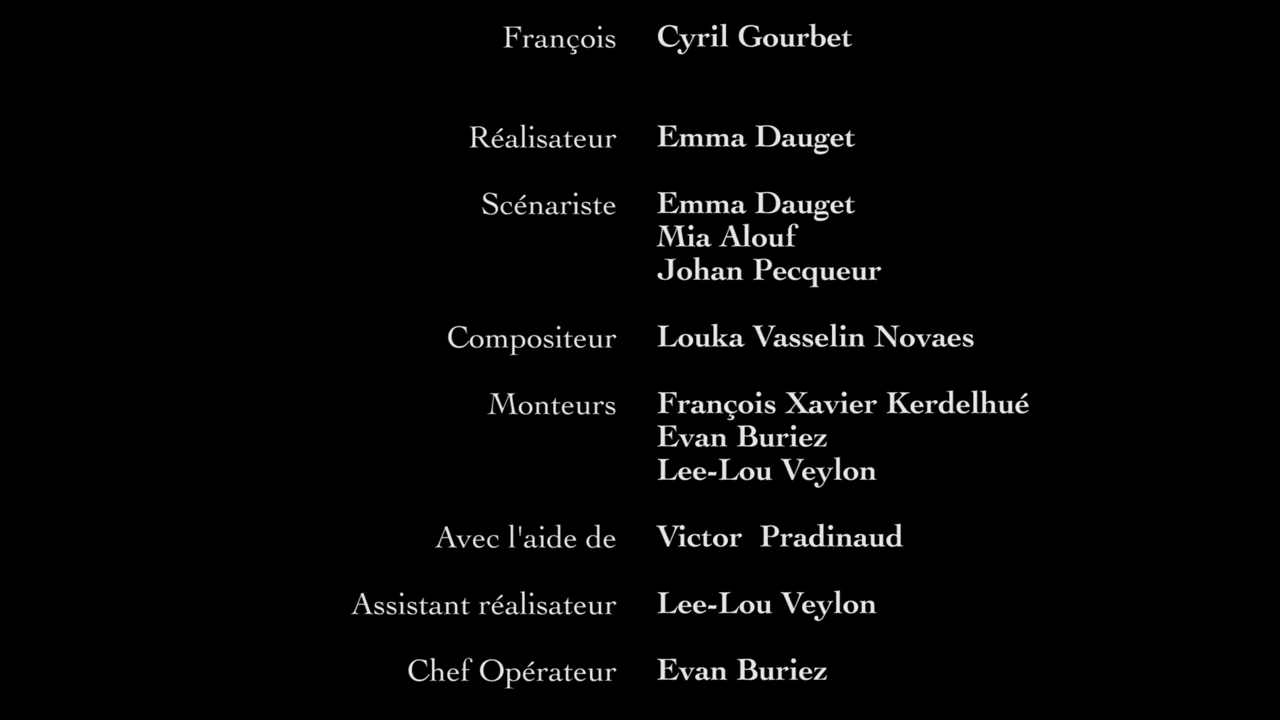 François Cyril Gourbet
Réalisateur Emma Dauget
Scénariste Emma Dauget
Mia Alouf
Johan Pecqueur
Compositeur Louka Vasselin Novaes
Monteurs François Xavier Kerdelhué
Evan Buriez
Lee-Lou Veylon
Avec l'aide de Victor  Pradinaud
Assistant réalisateur Lee-Lou Veylon
Chef Opérateur Evan Buriez